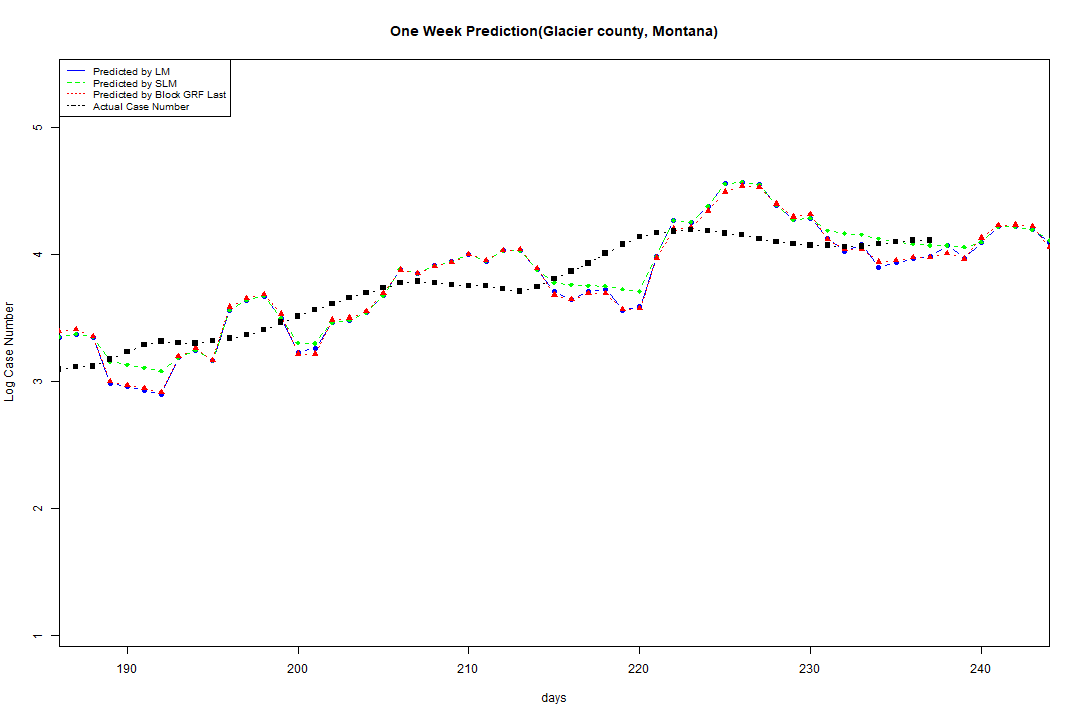 One Week Prediction(Glacier county, Montana)
Predicted by LM
Predicted by SLM
Predicted by Block GRF Last
Actual Case Number
5
4
3
2
1
Log Case Number
190
200
210
220
230
240
days